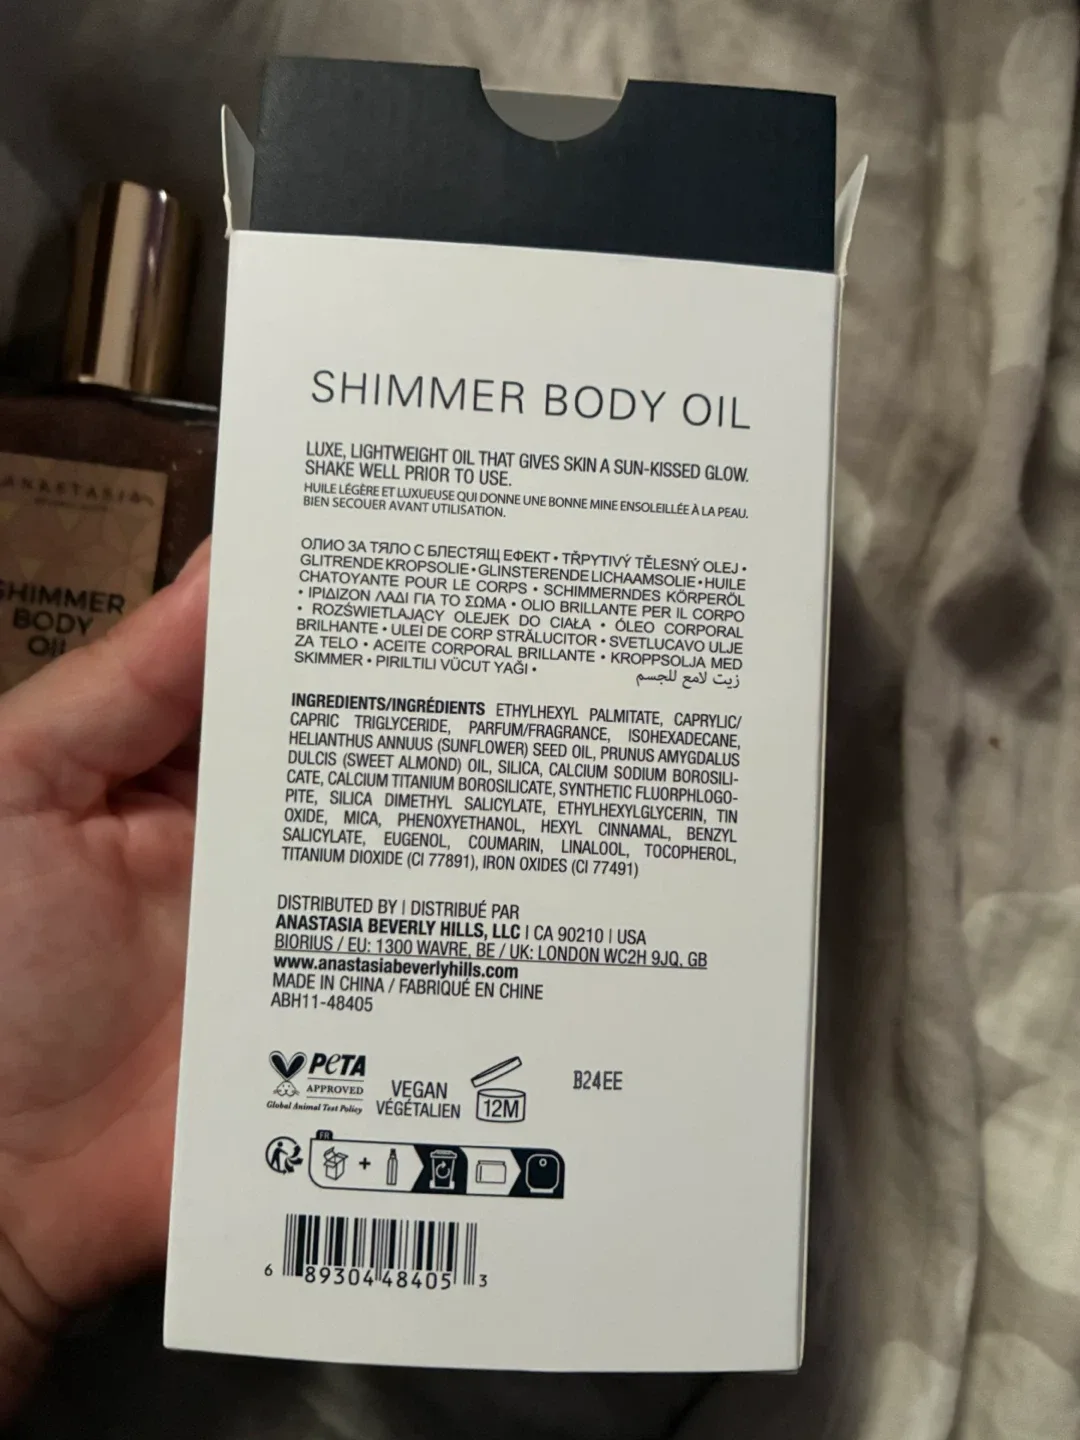 SHIMMER BODY OIL
LUXE, LIGHTWEIGHT OIL THAT GIVES SKIN A SUN-KISSED GLOW.
SHAKE WELL PRIOR TO USE.
HUILE LÉGÈRE ET LUXUEUSE QUI DONNE UNE BONNE MINE ENSOLEILLÉE À LA PEAU.
BIEN SECOUER AVANT UTILISATION.
ОЛИО ЗА ТЯЛО С БЛЕСТЯЩ ЕФЕКТ • TŘPYTIVÝ TĚLESNÝ OLEJ •
GLITRENDE KROPSOLIE • GLINSTERENDE LICHAAMSOLIE • HUILE
CHATOYANTE POUR LE CORPS • SCHIMMERNDES KÖRPERÖL
• ΙΡΙΔΙΖΟΝ ΛΑΔΙ ΓΙΑ ΤΟ ΣΩΜΑ • OLIO BRILLANTE PER IL CORPO
• ROZŚWIETLAJĄCY OLEJEK DO CIAŁA • ÓLEO CORPORAL
BRILHANTE • ULEI DE CORP STRĂLUCITOR • SVETLUCAVO ULJE
ZA TELO • ACEITE CORPORAL BRILLANTE • KROPPSOLJA MED
SKIMMER • PIRILTILI VÜCUT YAĞI •
زيت لامع للجسم
INGREDIENTS/INGRÉDIENTS ETHYLHEXYL PALMITATE, CAPRYLIC/
CAPRIC TRIGLYCERIDE, PARFUM/FRAGRANCE, ISOHEXADECANE,
HELIANTHUS ANNUUS (SUNFLOWER) SEED OIL, PRUNUS AMYGDALUS
DULCIS (SWEET ALMOND) OIL, SILICA, CALCIUM SODIUM BOROSILI-
CATE, CALCIUM TITANIUM BOROSILICATE, SYNTHETIC FLUORPHLOGO-
PITE, SILICA DIMETHYL SALICYLATE, ETHYLHEXYLGLYCERIN, TIN
OXIDE, MICA, PHENOXYETHANOL, HEXYL CINNAMAL, BENZYL
SALICYLATE, EUGENOL, COUMARIN, LINALOOL, TOCOPHEROL,
TITANIUM DIOXIDE (CI 77891), IRON OXIDES (CI 77491)
DISTRIBUTED BY | DISTRIBUÉ PAR
ANASTASIA BEVERLY HILLS, LLC | CA 90210 | USA
BIORIUS / EU: 1300 WAVRE, BE / UK: LONDON WC2H 9JQ, GB
www.anastasiabeverlyhills.com
MADE IN CHINA / FABRIQUÉ EN CHINE
ABH11-48405
PETA
APPROVED
Global Animal Test Policy
VEGAN
VÉGÉTALIEN
12M
B24EE
FR
+
6 89304 48405 3
ANASTASIA
SHIMMER
BODY
OIL